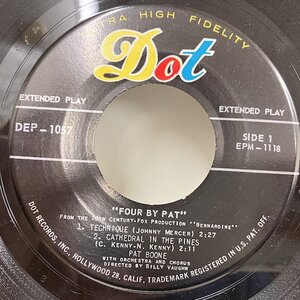 ULTRA HIGH FIDELITY
Dot
EXTENDED PLAY
EXTENDED PLAY
DEP-1057
SIDE 1
EPM-1118
"FOUR BY PAT"
FROM THE 20TH CENTURY-FOX PRODUCTION "BERNARDINE"
1. TECHNIQUE (JOHNNY MERCER) 2:27
2. CATHEDRAL IN THE PINES
(C. KENNY-N. KENNY) 2:11
PAT BOONE
WITH ORCHESTRA AND CHORUS
DIRECTED BY BILLY VAUGHN
DOT RECORDS, INC., HOLLYWOOD 28, CALIF. TRADEMARK REGISTERED U.S. PAT. OFF.